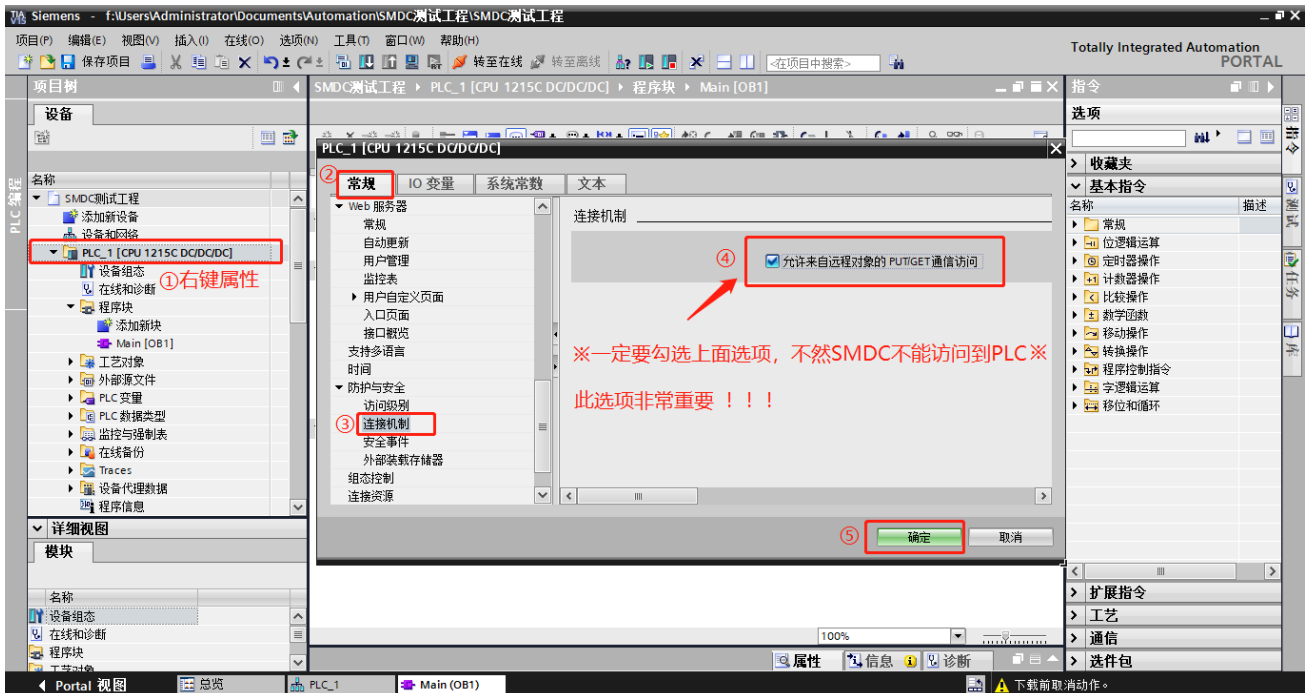 Siemens - f:\Users\Administrator\Documents\Automation\SMDC测试工程\SMDC测试工程
项目(P) 编辑(E) 视图(V) 插入(I) 在线(O) 选项(N) 工具(T) 窗口(W) 帮助(H)
Totally Integrated Automation
PORTAL
保存项目 转至在线 转至离线 <在项目中搜索>
项目树
设备
名称
SMDC测试工程
添加新设备
设备和网络
PLC_1 [CPU 1215C DC/DC/DC]
设备组态
在线和诊断
①右键属性
程序块
添加新块
Main [OB1]
工艺对象
外部源文件
PLC 变量
PLC 数据类型
监控与强制表
在线备份
Traces
设备代理数据
程序信息
详细视图
模块
名称
设备组态
在线和诊断
程序块
工艺对象
PLC 编程
SMDC测试工程 PLC_1 [CPU 1215C DC/DC/DC] 程序块 Main [OB1]
PLC_1 [CPU 1215C DC/DC/DC]
②
常规 IO 变量 系统常数 文本
Web 服务器
常规
自动更新
用户管理
监控表
用户自定义页面
入口页面
接口概览
支持多语言
时间
防护与安全
访问级别
③ 连接机制
安全事件
外部装载存储器
组态控制
连接资源
连接机制
④ 允许来自远程对象的 PUT/GET 通信访问
※一定要勾选上面选项，不然SMDC不能访问到PLC※
此选项非常重要 ！！！
⑤ 确定 取消
100%
属性 信息 诊断
指令
选项
收藏夹
基本指令
名称 描述
常规
位逻辑运算
定时器操作
计数器操作
比较操作
数学函数
移动操作
转换操作
程序控制指令
字逻辑运算
移位和循环
扩展指令
工艺
通信
选件包
指令
测试
任务
库
Portal 视图 总览 PLC_1 Main (OB1) 下载前取消动作。